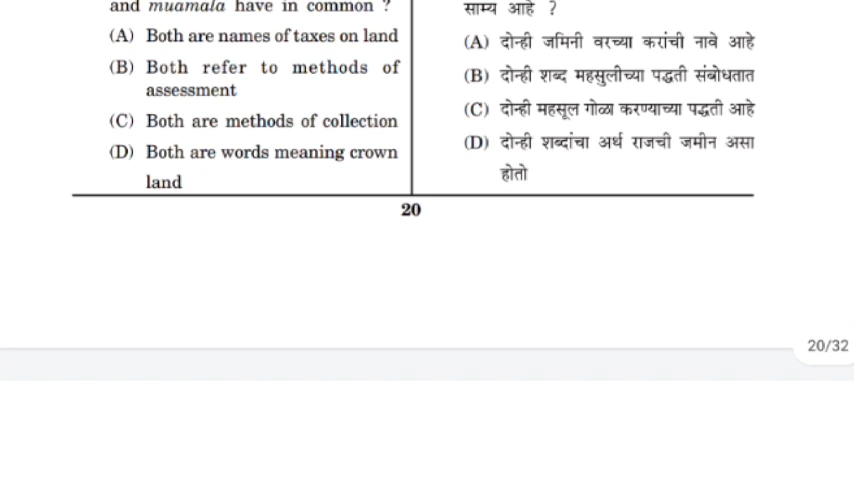 and muamala have in common ?
(A) Both are names of taxes on land
(B) Both refer to methods of
assessment
(C) Both are methods of collection
(D) Both are words meaning crown
land
साम्य आहे ?
(A) दोन्ही जमिनी वरच्या करांची नावे आहे
(B) दोन्ही शब्द महसुलीच्या पद्धती संबोधतात
(C) दोन्ही महसूल गोळा करण्याच्या पद्धती आहे
(D) दोन्ही शब्दांचा अर्थ राजची जमीन असा
होतो
20
20/32